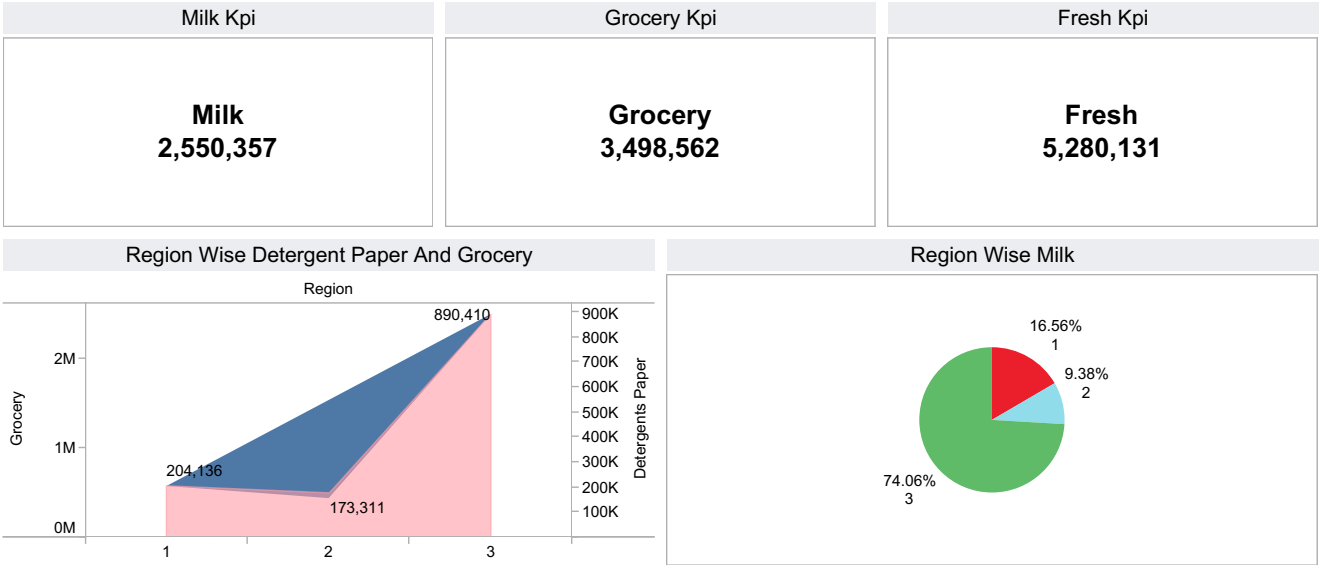 Milk Kpi
Grocery Kpi
Fresh Kpi
Milk
2,550,357
Grocery
3,498,562
Fresh
5,280,131
Region Wise Detergent Paper And Grocery
Region
Grocery
2M
1M
0M
890,410
204,136
173,311
900K
800K
700K
600K
500K
400K
300K
200K
100K
Detergents Paper
1
2
3
Region Wise Milk
16.56%
1
9.38%
2
74.06%
3